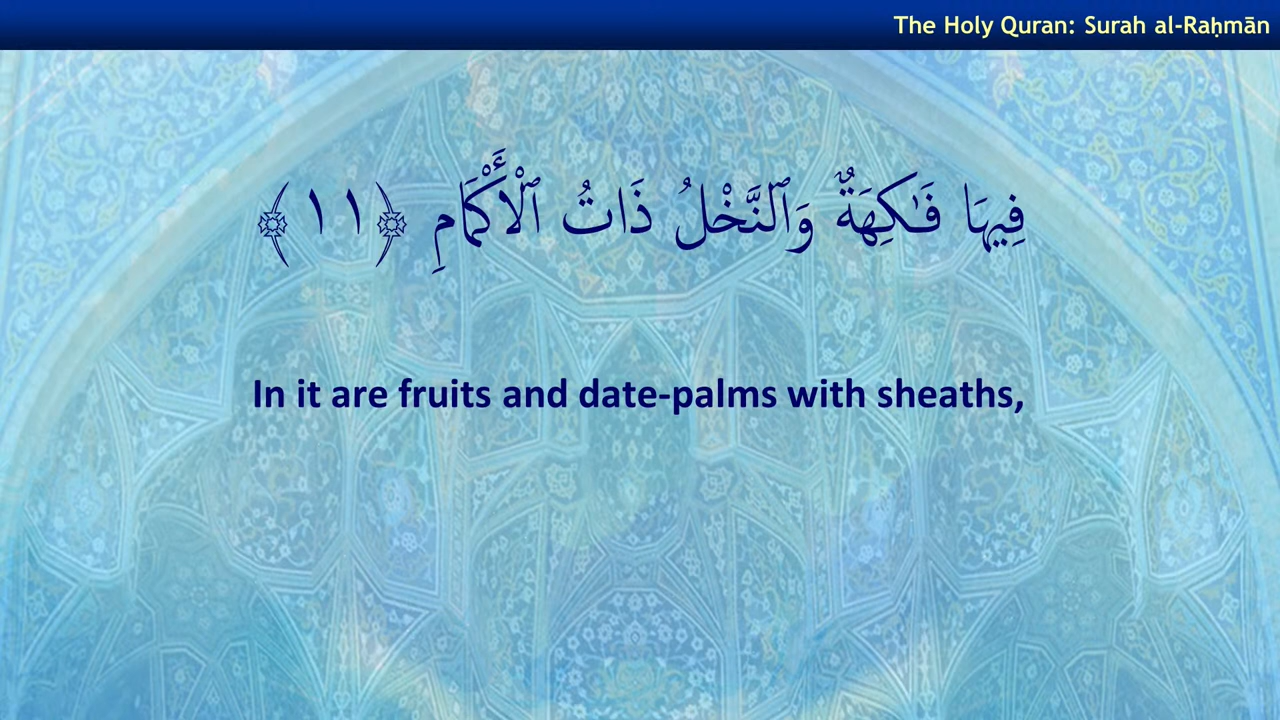 The Holy Quran: Surah al-Raḥmān
فِيهَا فَـٰكِهَةٌ وَٱلنَّخْلُ ذَاتُ ٱلْأَكْمَامِ ﴿١١﴾
In it are fruits and date-palms with sheaths,